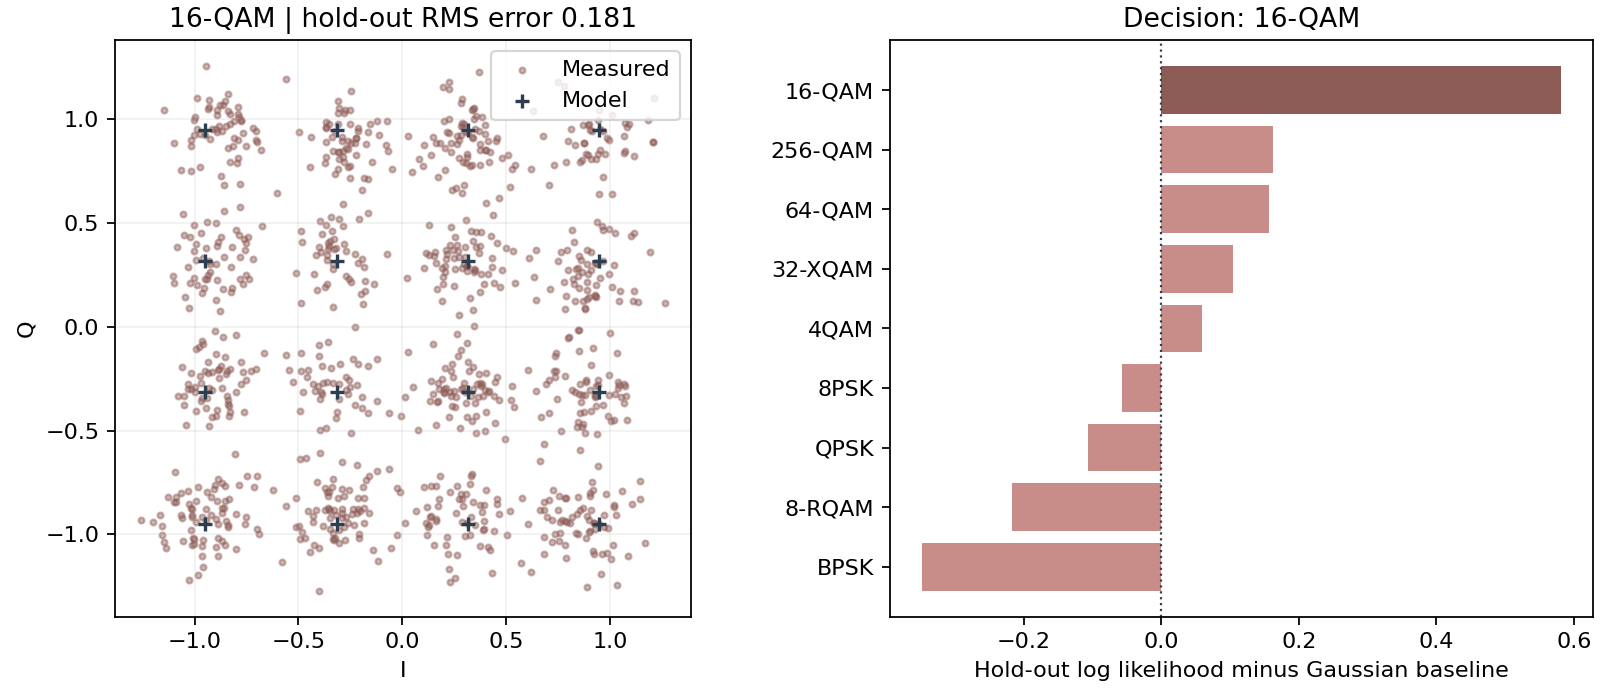 16-QAM | hold-out RMS error 0.181
Measured
Model
1.0
0.5
0.0
−0.5
−1.0
Q
−1.0
−0.5
0.0
0.5
1.0
I
Decision: 16-QAM
16-QAM
256-QAM
64-QAM
32-XQAM
4QAM
8PSK
QPSK
8-RQAM
BPSK
−0.2
0.0
0.2
0.4
0.6
Hold-out log likelihood minus Gaussian baseline